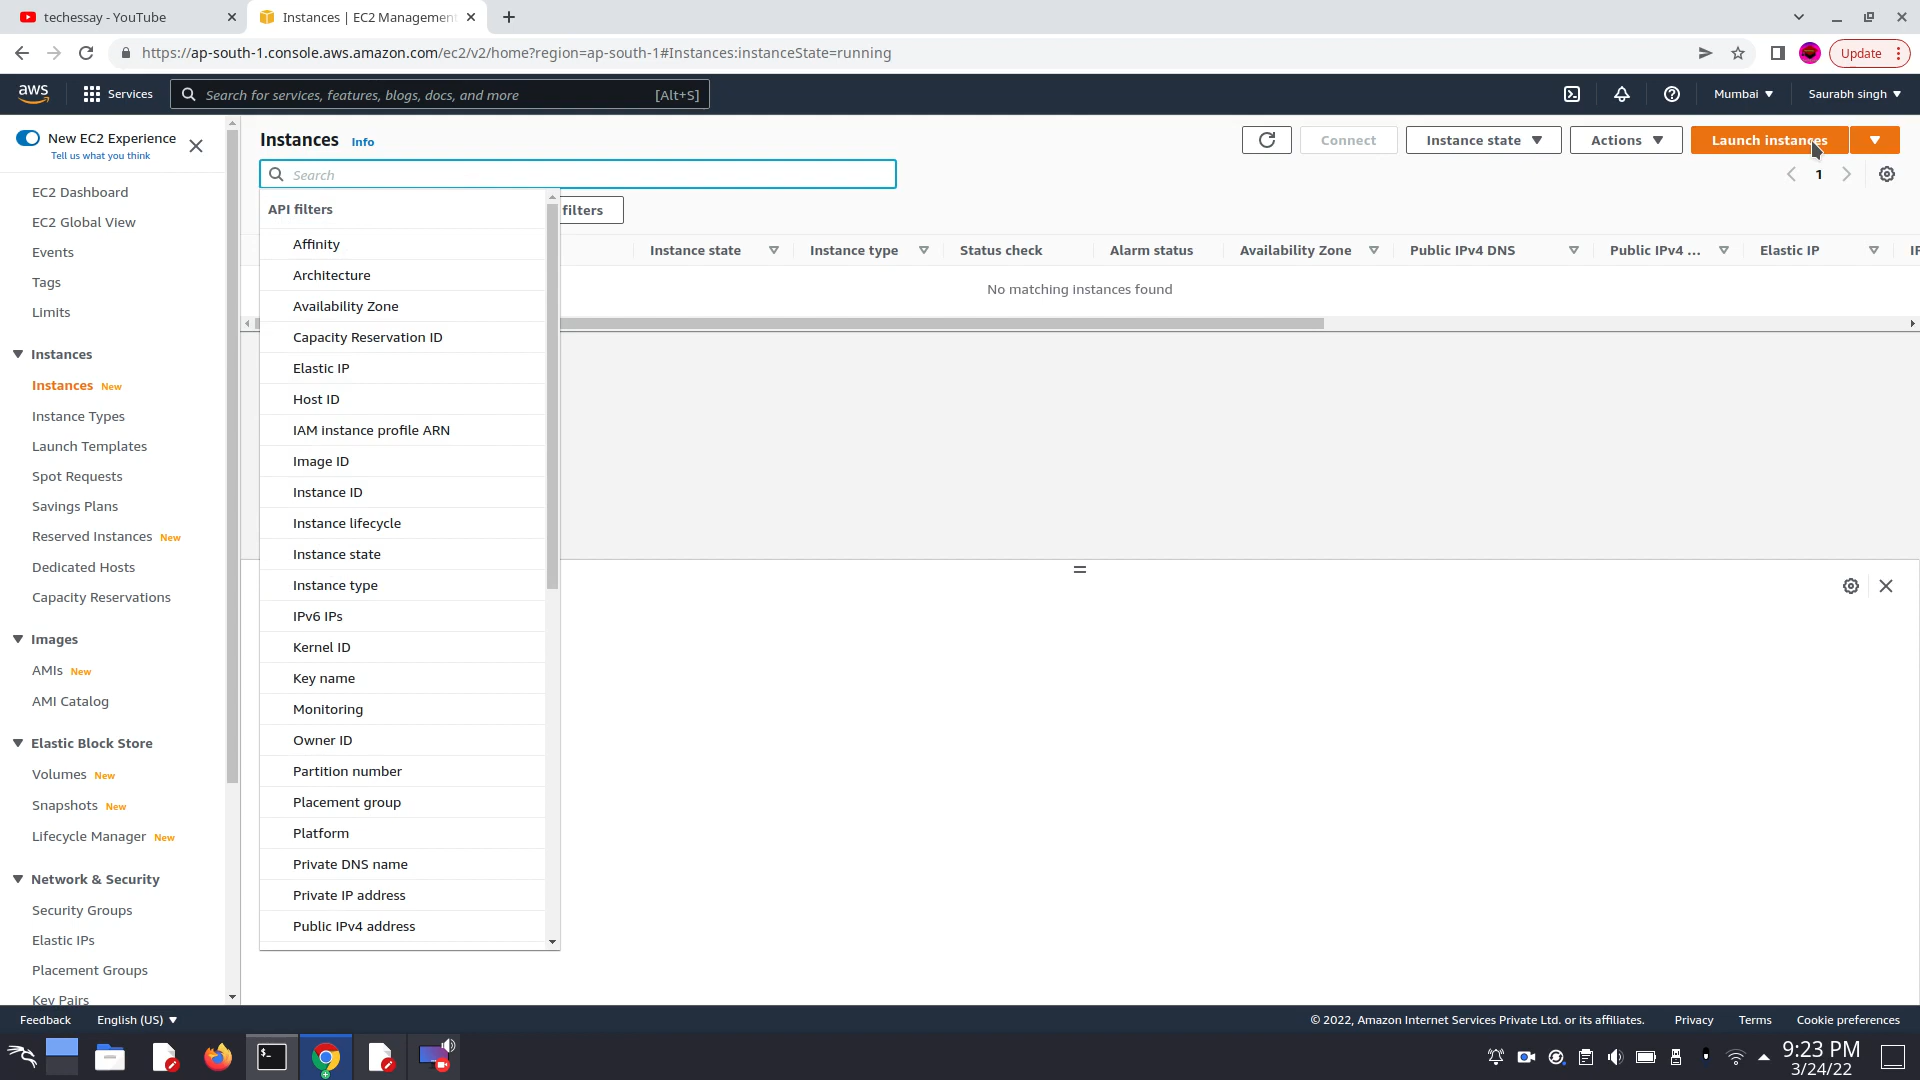 techessay - YouTube
Instances | EC2 Management
https://ap-south-1.console.aws.amazon.com/ec2/v2/home?region=ap-south-1#Instances:instanceState=running
Update
aws
Services
Search for services, features, blogs, docs, and more
[Alt+S]
Mumbai
Saurabh singh
New EC2 Experience
Tell us what you think
EC2 Dashboard
EC2 Global View
Events
Tags
Limits
Instances
Instances New
Instance Types
Launch Templates
Spot Requests
Savings Plans
Reserved Instances New
Dedicated Hosts
Capacity Reservations
Images
AMIs New
AMI Catalog
Elastic Block Store
Volumes New
Snapshots New
Lifecycle Manager New
Network & Security
Security Groups
Elastic IPs
Placement Groups
Key Pairs
Instances Info
Connect
Instance state
Actions
Launch instances
Search
1
filters
API filters
Affinity
Architecture
Availability Zone
Capacity Reservation ID
Elastic IP
Host ID
IAM instance profile ARN
Image ID
Instance ID
Instance lifecycle
Instance state
Instance type
IPv6 IPs
Kernel ID
Key name
Monitoring
Owner ID
Partition number
Placement group
Platform
Private DNS name
Private IP address
Public IPv4 address
Instance state
Instance type
Status check
Alarm status
Availability Zone
Public IPv4 DNS
Public IPv4 ...
Elastic IP
IP
No matching instances found
Feedback
English (US)
© 2022, Amazon Internet Services Private Ltd. or its affiliates.
Privacy
Terms
Cookie preferences
9:23 PM
3/24/22